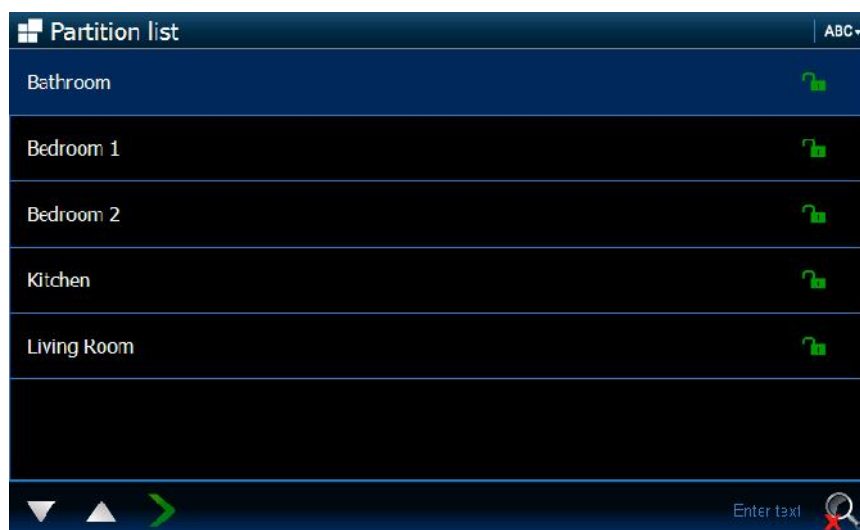 Partition list
ABC
Bathroom
Bedroom 1
Bedroom 2
Kitchen
Living Room
Enter text